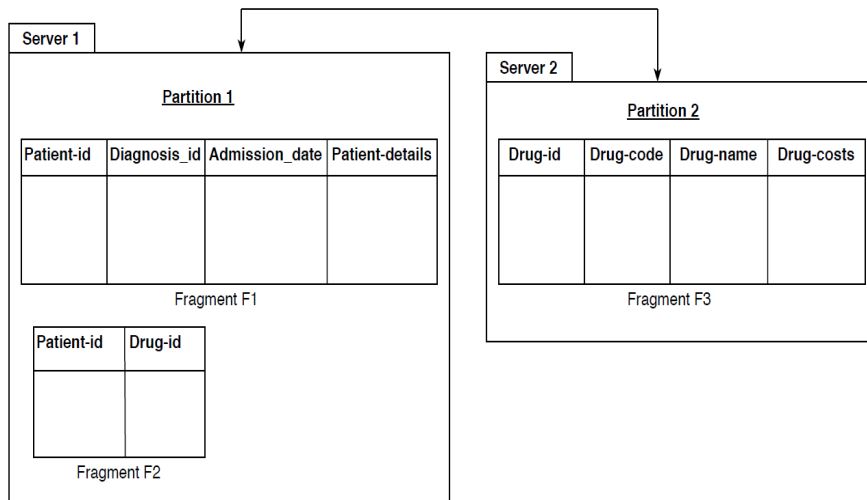 Server 1
Partition 1
Patient-id Diagnosis_id Admission_date Patient-details
Fragment F1
Patient-id Drug-id
Fragment F2
Server 2
Partition 2
Drug-id Drug-code Drug-name Drug-costs
Fragment F3